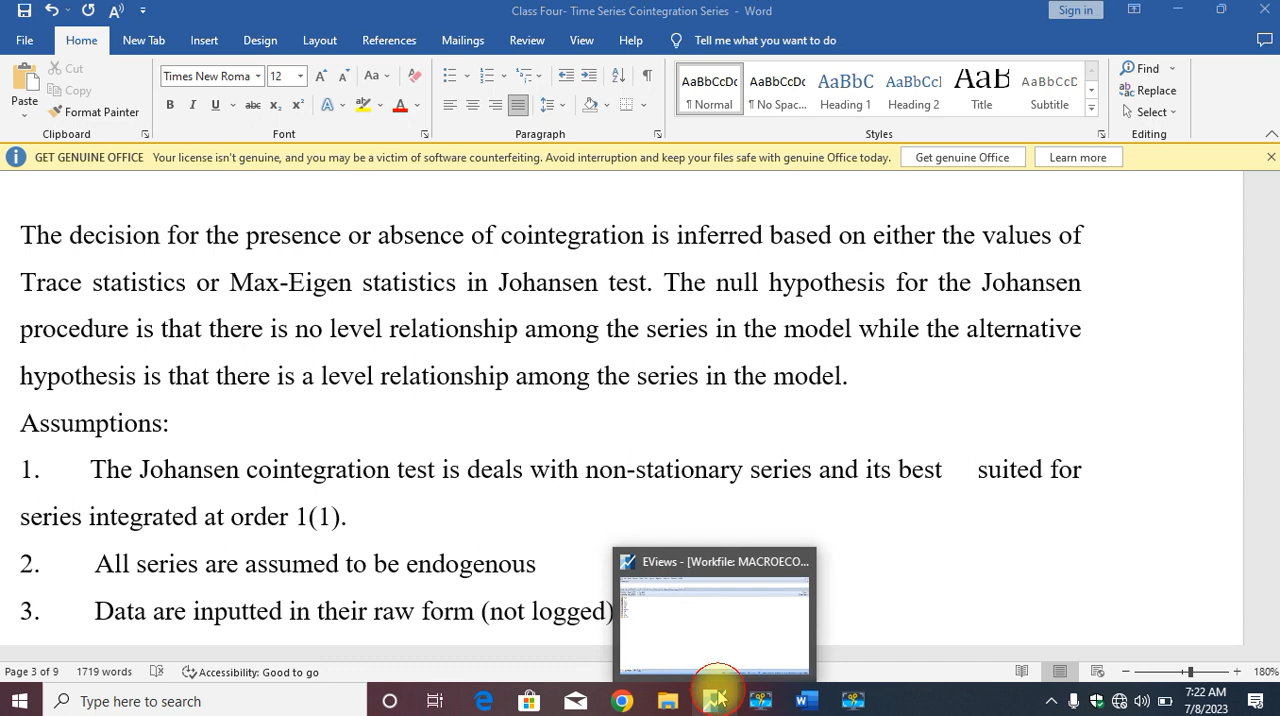 Class Four- Time Series Cointegration Series - Word
Sign in
File Home New Tab Insert Design Layout References Mailings Review View Help Tell me what you want to do
Paste
Cut
Copy
Format Painter
Clipboard
Times New Roma 12
Font
Paragraph
AaBbCcDc AaBbCcDc AaBbC AaBbCcI AaB AaBbCcD
¶ Normal ¶ No Spac... Heading 1 Heading 2 Title Subtitle
Styles
Find
Replace
Select
Editing
GET GENUINE OFFICE Your license isn't genuine, and you may be a victim of software counterfeiting. Avoid interruption and keep your files safe with genuine Office today. Get genuine Office Learn more
The decision for the presence or absence of cointegration is inferred based on either the values of
Trace statistics or Max-Eigen statistics in Johansen test. The null hypothesis for the Johansen
procedure is that there is no level relationship among the series in the model while the alternative
hypothesis is that there is a level relationship among the series in the model.
Assumptions:
1. The Johansen cointegration test is deals with non-stationary series and its best suited for
series integrated at order 1(1).
2. All series are assumed to be endogenous
3. Data are inputted in their raw form (not logged)
EViews - [Workfile: MACROECO...
Page 3 of 9 1719 words Accessibility: Good to go 180%
Type here to search
7:22 AM
7/8/2023